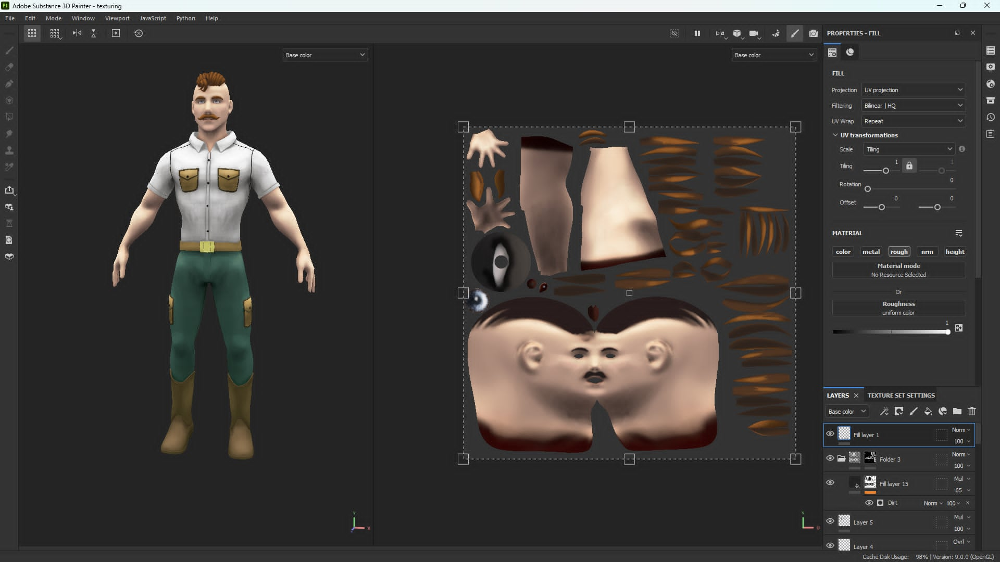 Pt Adobe Substance 3D Painter - texturing
File Edit Mode Window Viewport JavaScript Python Help
Base color
Base color
PROPERTIES - FILL
FILL
Projection UV projection
Filtering Bilinear | HQ
UV Wrap Repeat
UV transformations
Scale Tiling
Tiling 1 1
Rotation 0
Offset 0 0
MATERIAL
color metal rough nrm height
Material mode
No Resource Selected
Or
Roughness
uniform color
1
LAYERS TEXTURE SET SETTINGS
Base color
Fill layer 1 Norm
100
Folder 3 Norm
100
Fill layer 15 Mul
65
Dirt Norm 100
Layer 5 Mul
100
Layer 4 Ovrl
Y
X
Z
V
U
Cache Disk Usage: 98% | Version: 9.0.0 (OpenGL)